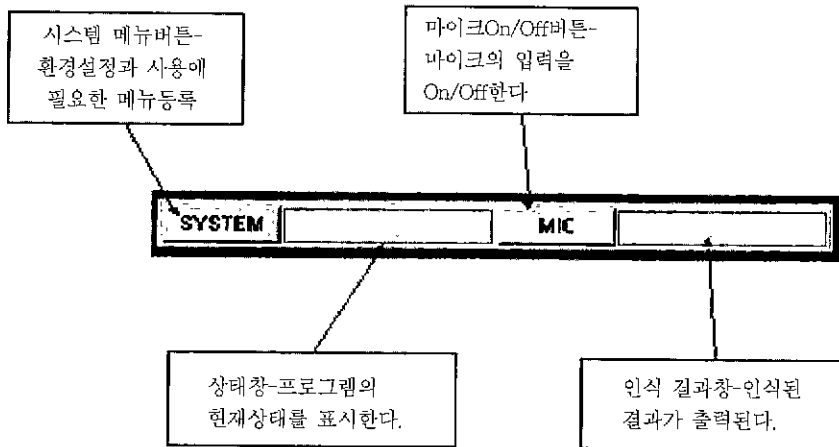 시스템 메뉴버튼-
환경설정과 사용에
필요한 메뉴등록
마이크On/Off버튼-
마이크의 입력을
On/Off한다
SYSTEM
MIC
상태창-프로그램의
현재상태를 표시한다.
인식 결과창-인식된
결과가 출력된다.